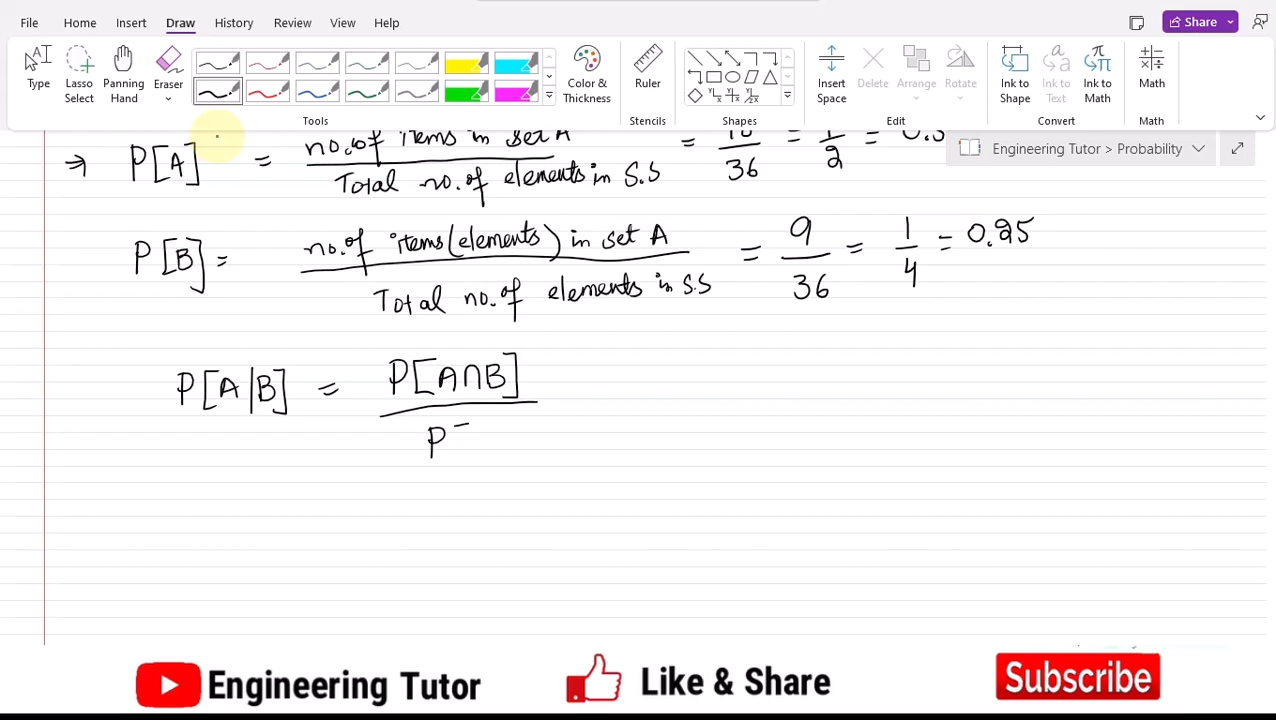 File Home Insert Draw History Review View Help Share
Type Lasso Select Panning Hand Eraser Color & Thickness Ruler Insert Space Delete Arrange Rotate Ink to Shape Ink to Text Ink to Math Math
Tools Stencils Shapes Edit Convert Math
Engineering Tutor > Probability
⇒ P[A] = no. of items in set A / Total no. of elements in S.S = 18/36 = 1/2 = 0.5
P[B] = no. of items (elements) in set A / Total no. of elements in S.S = 9/36 = 1/4 = 0.25
P[A|B] = P[A∩B] / P
Engineering Tutor Like & Share Subscribe